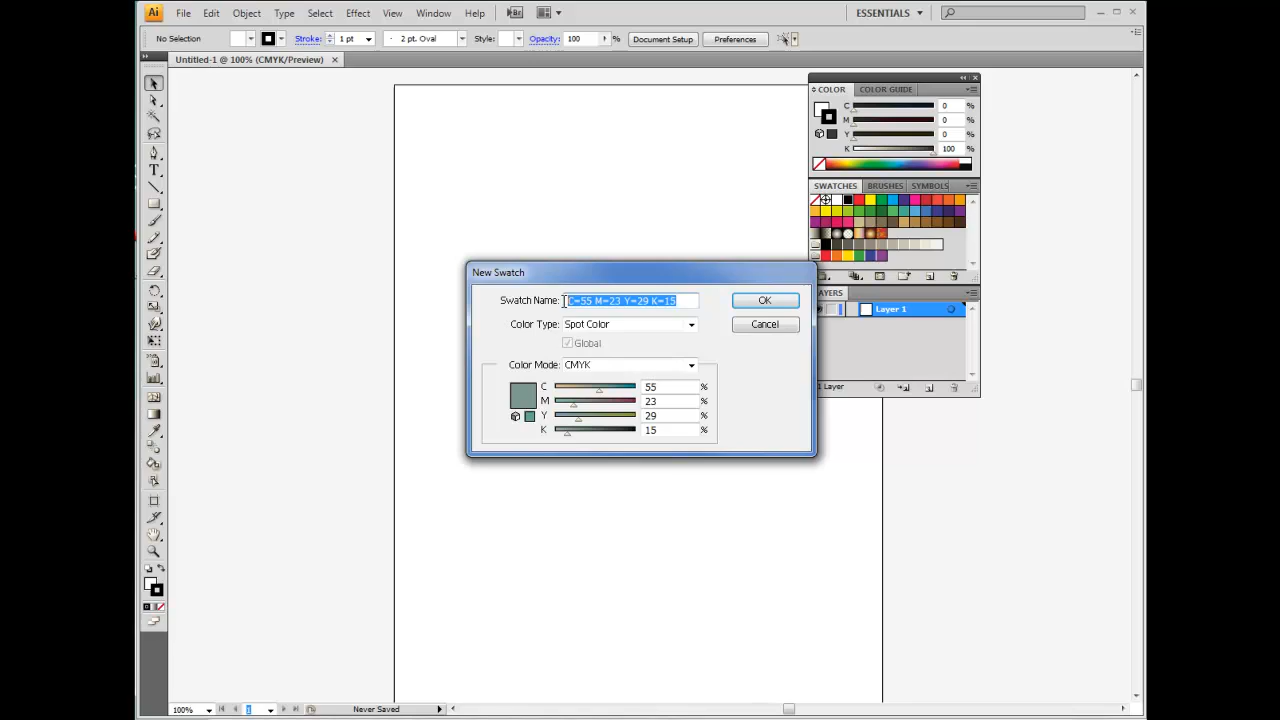 Ai File Edit Object Type Select Effect View Window Help Br ESSENTIALS
No Selection Stroke: 1 pt 2 pt. Oval Style: Opacity: 100 % Document Setup Preferences
Untitled-1 @ 100% (CMYK/Preview)
COLOR COLOR GUIDE
C 0 %
M 0 %
Y 0 %
K 100 %
SWATCHES BRUSHES SYMBOLS
New Swatch
Swatch Name: C=55 M=23 Y=29 K=15 OK
Color Type: Spot Color Cancel
Global
Color Mode: CMYK
C 55 %
M 23 %
Y 29 %
K 15 %
AYERS
Layer 1
1 Layer
100% 1 Never Saved